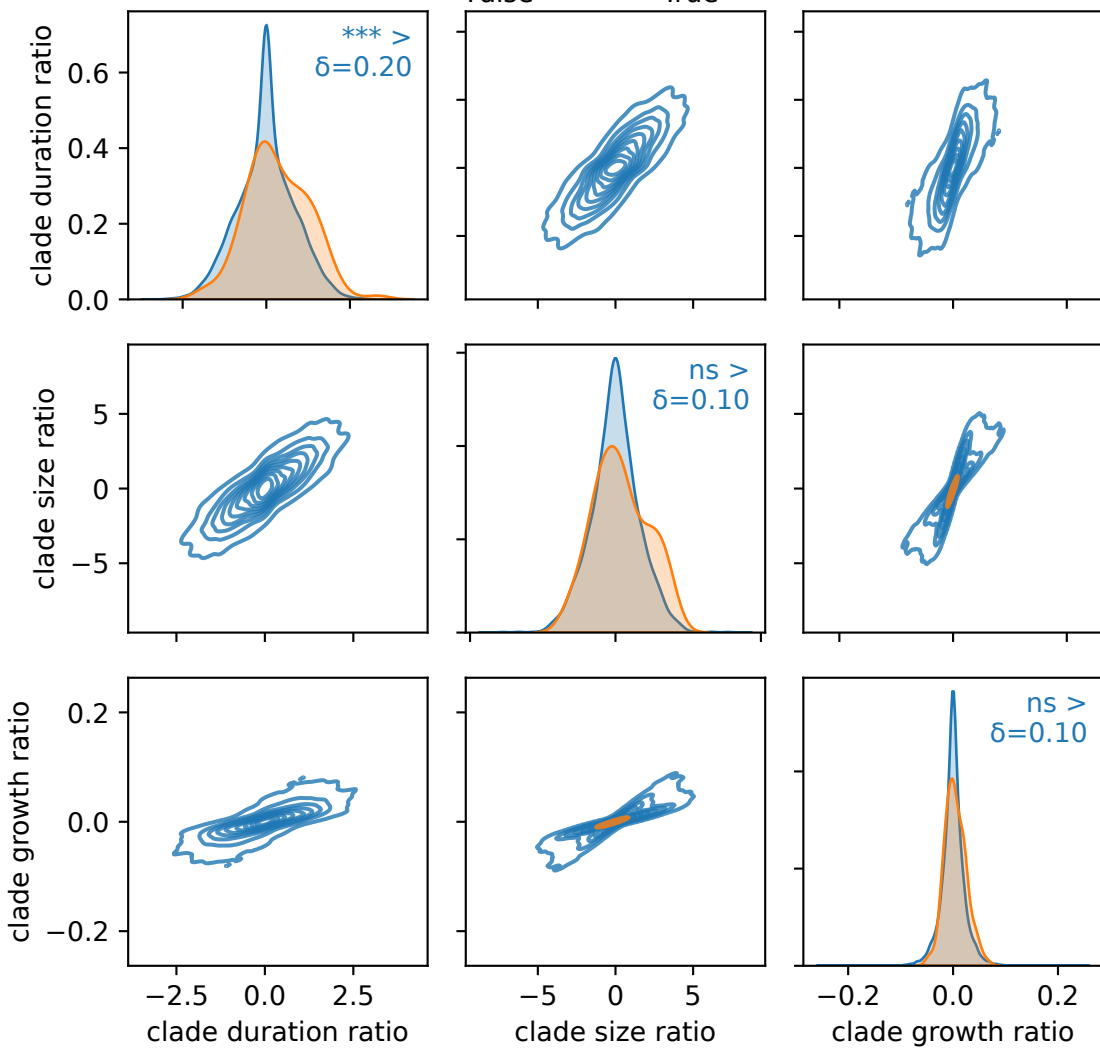 *** >
δ=0.20
clade duration ratio
0.6
0.4
0.2
0.0
ns >
δ=0.10
clade size ratio
5
0
−5
ns >
δ=0.10
clade growth ratio
0.2
0.0
−0.2
−2.5 0.0 2.5
−5 0 5
−0.2 0.0 0.2
clade duration ratio
clade size ratio
clade growth ratio